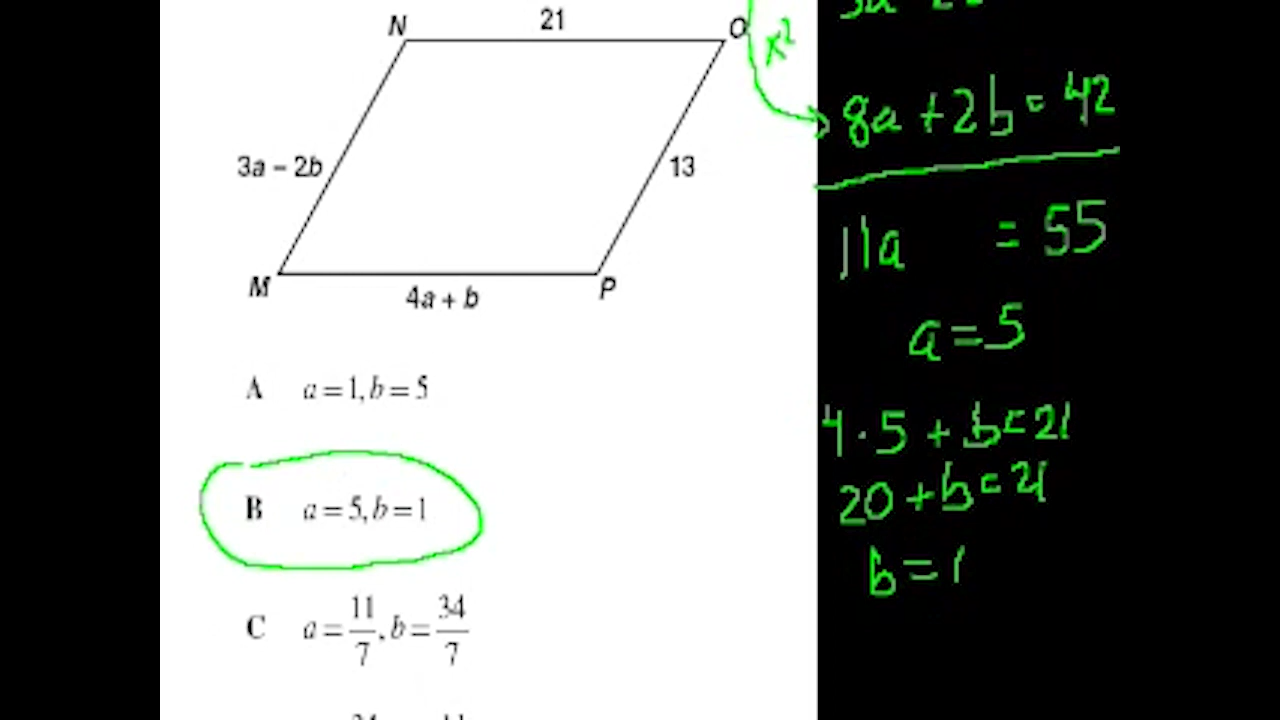 N 21 O
3a – 2b 13
M 4a + b P
A a = 1, b = 5
B a = 5, b = 1
C a = 11/7, b = 34/7
x2
8a + 2b = 42
11a = 55
a = 5
4 · 5 + b = 21
20 + b = 21
b = 1